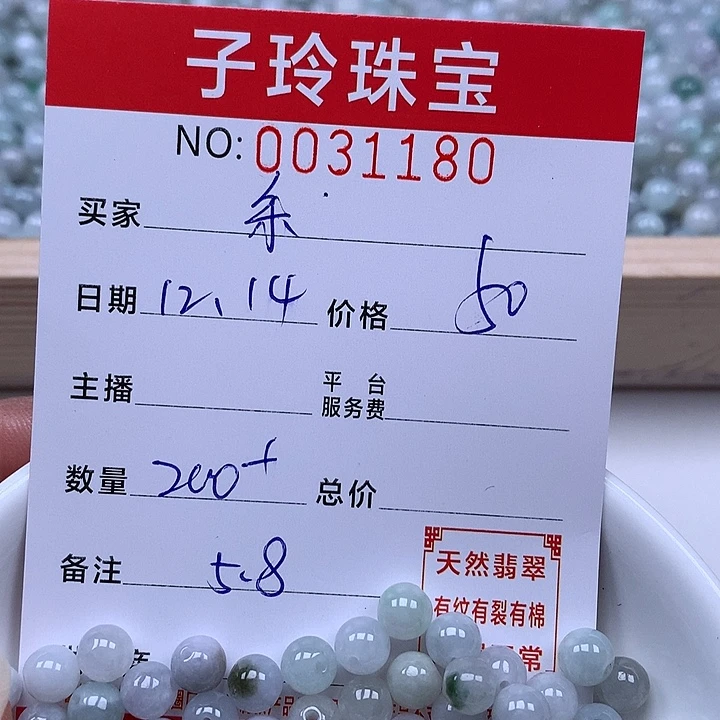 子玲珠宝
NO: 0031180
买家 余
日期 12、14 价格 50
主播 平台服务费
数量 200+ 总价
备注 5.8
天然翡翠
有纹有裂有棉
常